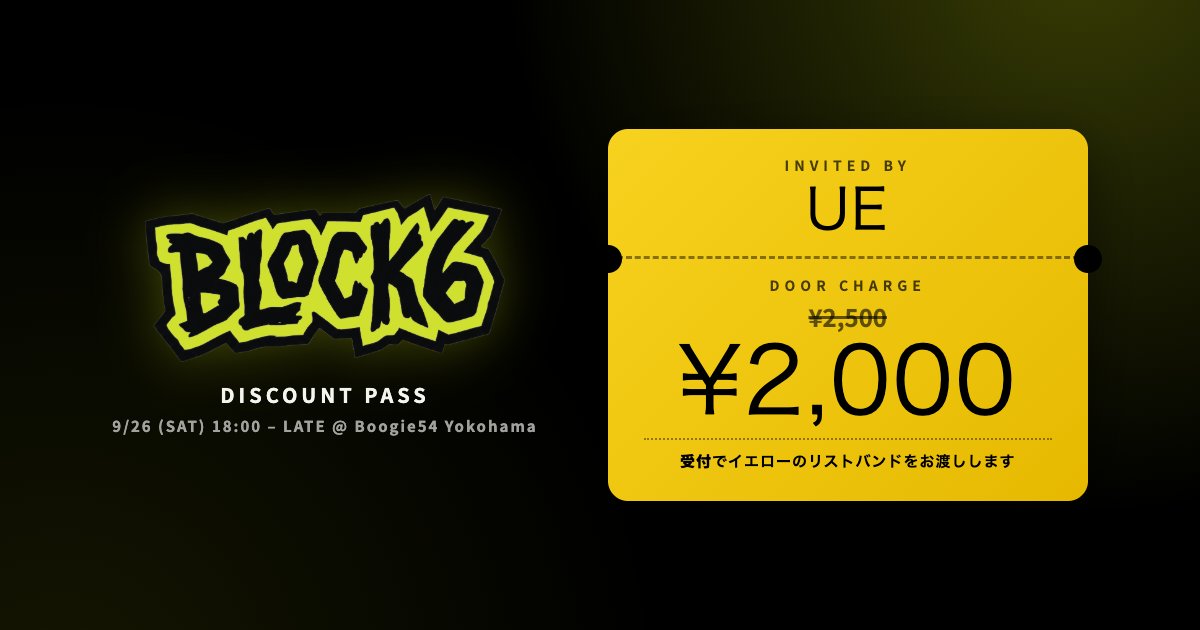 BLOCK6
DISCOUNT PASS
9/26 (SAT) 18:00 – LATE @ Boogie54 Yokohama
INVITED BY
UE
DOOR CHARGE
¥2,500
¥2,000
受付でイエローのリストバンドをお渡しします